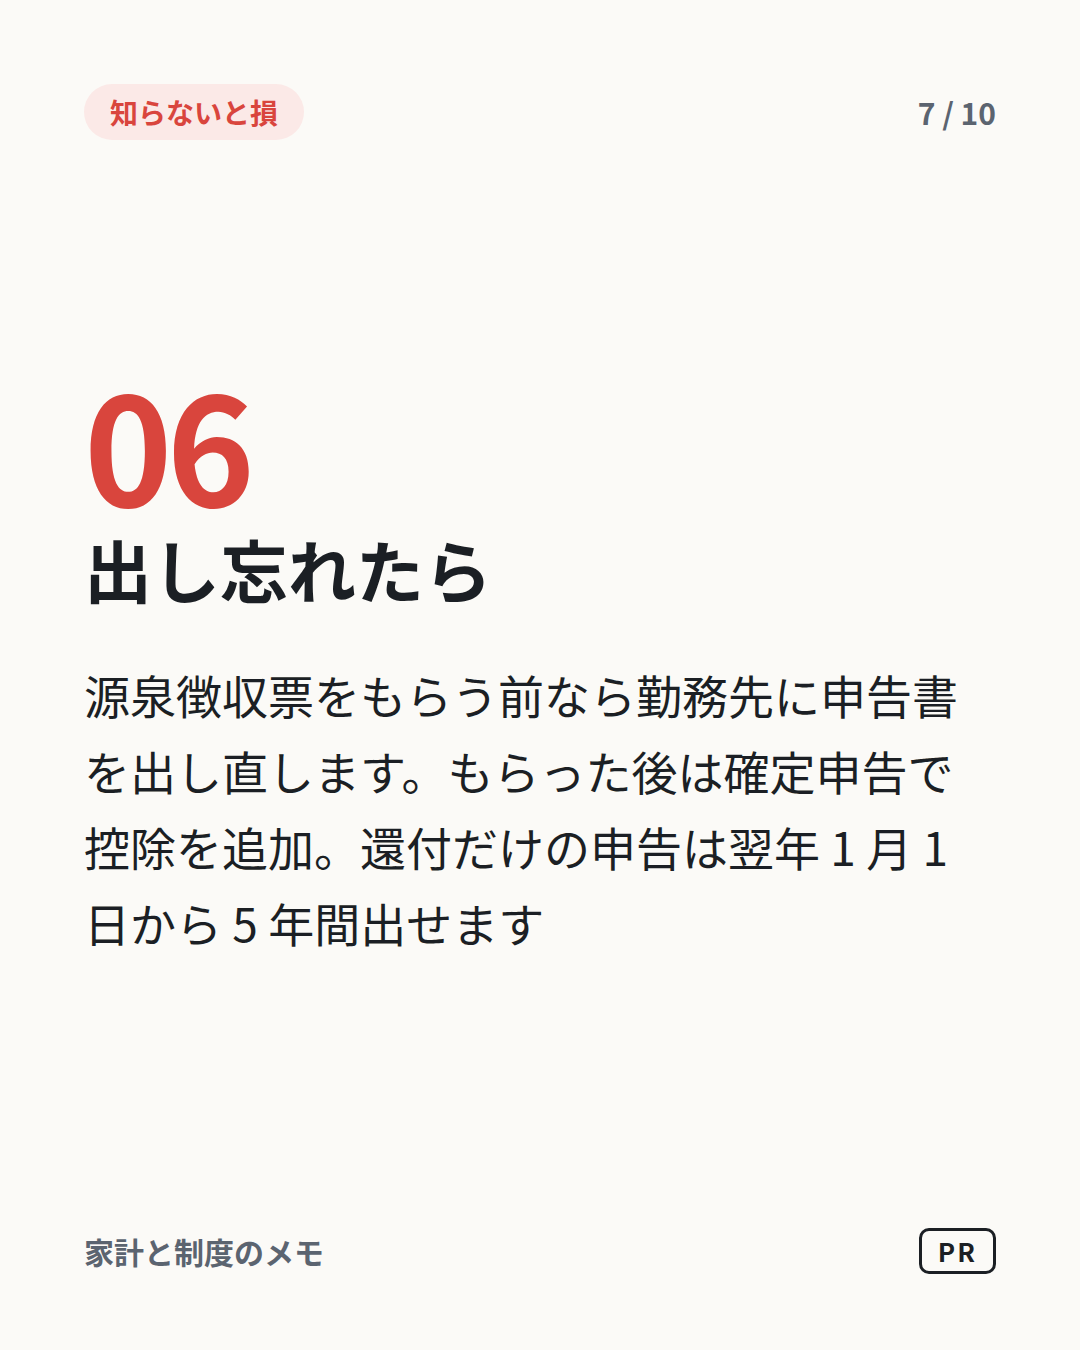 知らないと損
7 / 10
06
出し忘れたら
源泉徴収票をもらう前なら勤務先に申告書
を出し直します。もらった後は確定申告で
控除を追加。還付だけの申告は翌年1月1
日から5年間出せます
家計と制度のメモ
PR